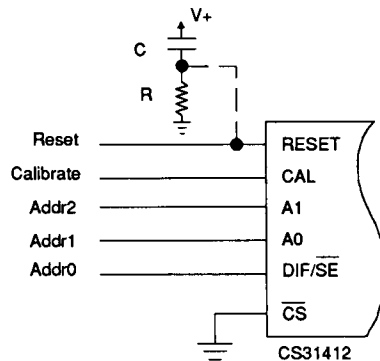 V+
C
R
Reset
RESET
Calibrate
CAL
Addr2
A1
Addr1
A0
Addr0
DIF/SE
CS
CS31412